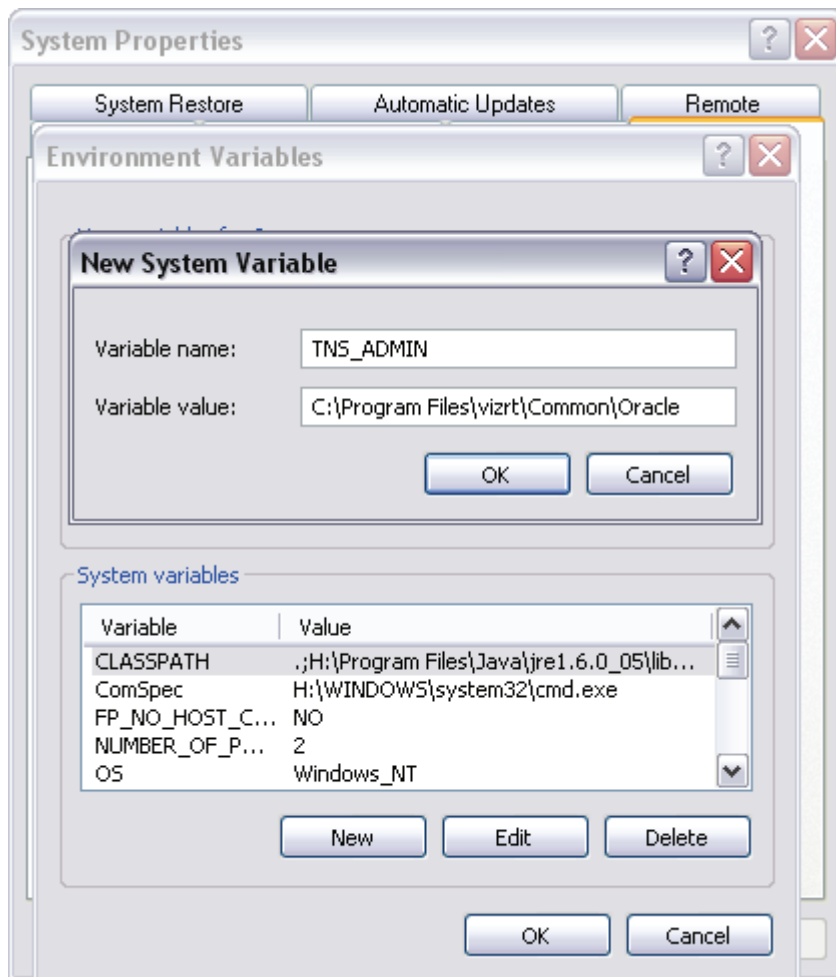 System Properties
System Restore Automatic Updates Remote
Environment Variables
New System Variable
Variable name: TNS_ADMIN
Variable value: C:\Program Files\vizrt\Common\Oracle
OK Cancel
System variables
Variable Value
CLASSPATH .;H:\Program Files\Java\jre1.6.0_05\lib...
ComSpec H:\WINDOWS\system32\cmd.exe
FP_NO_HOST_C... NO
NUMBER_OF_P... 2
OS Windows_NT
New Edit Delete
OK Cancel